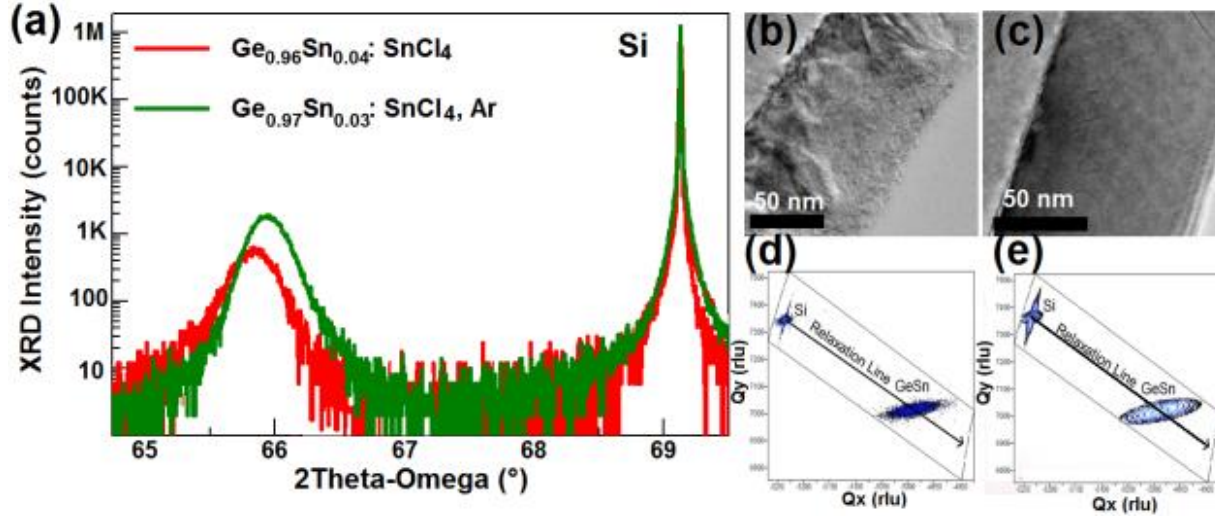 (a)
Ge0.96Sn0.04: SnCl4
Ge0.97Sn0.03: SnCl4, Ar
Si
XRD Intensity (counts)
1M
100K
10K
1K
100
10
65
66
67
68
69
2Theta-Omega (°)
(b)
50 nm
(c)
50 nm
(d)
Si
Relaxation Line
GeSn
Qy (rlu)
Qx (rlu)
(e)
Si
Relaxation Line
GeSn
Qy (rlu)
Qx (rlu)